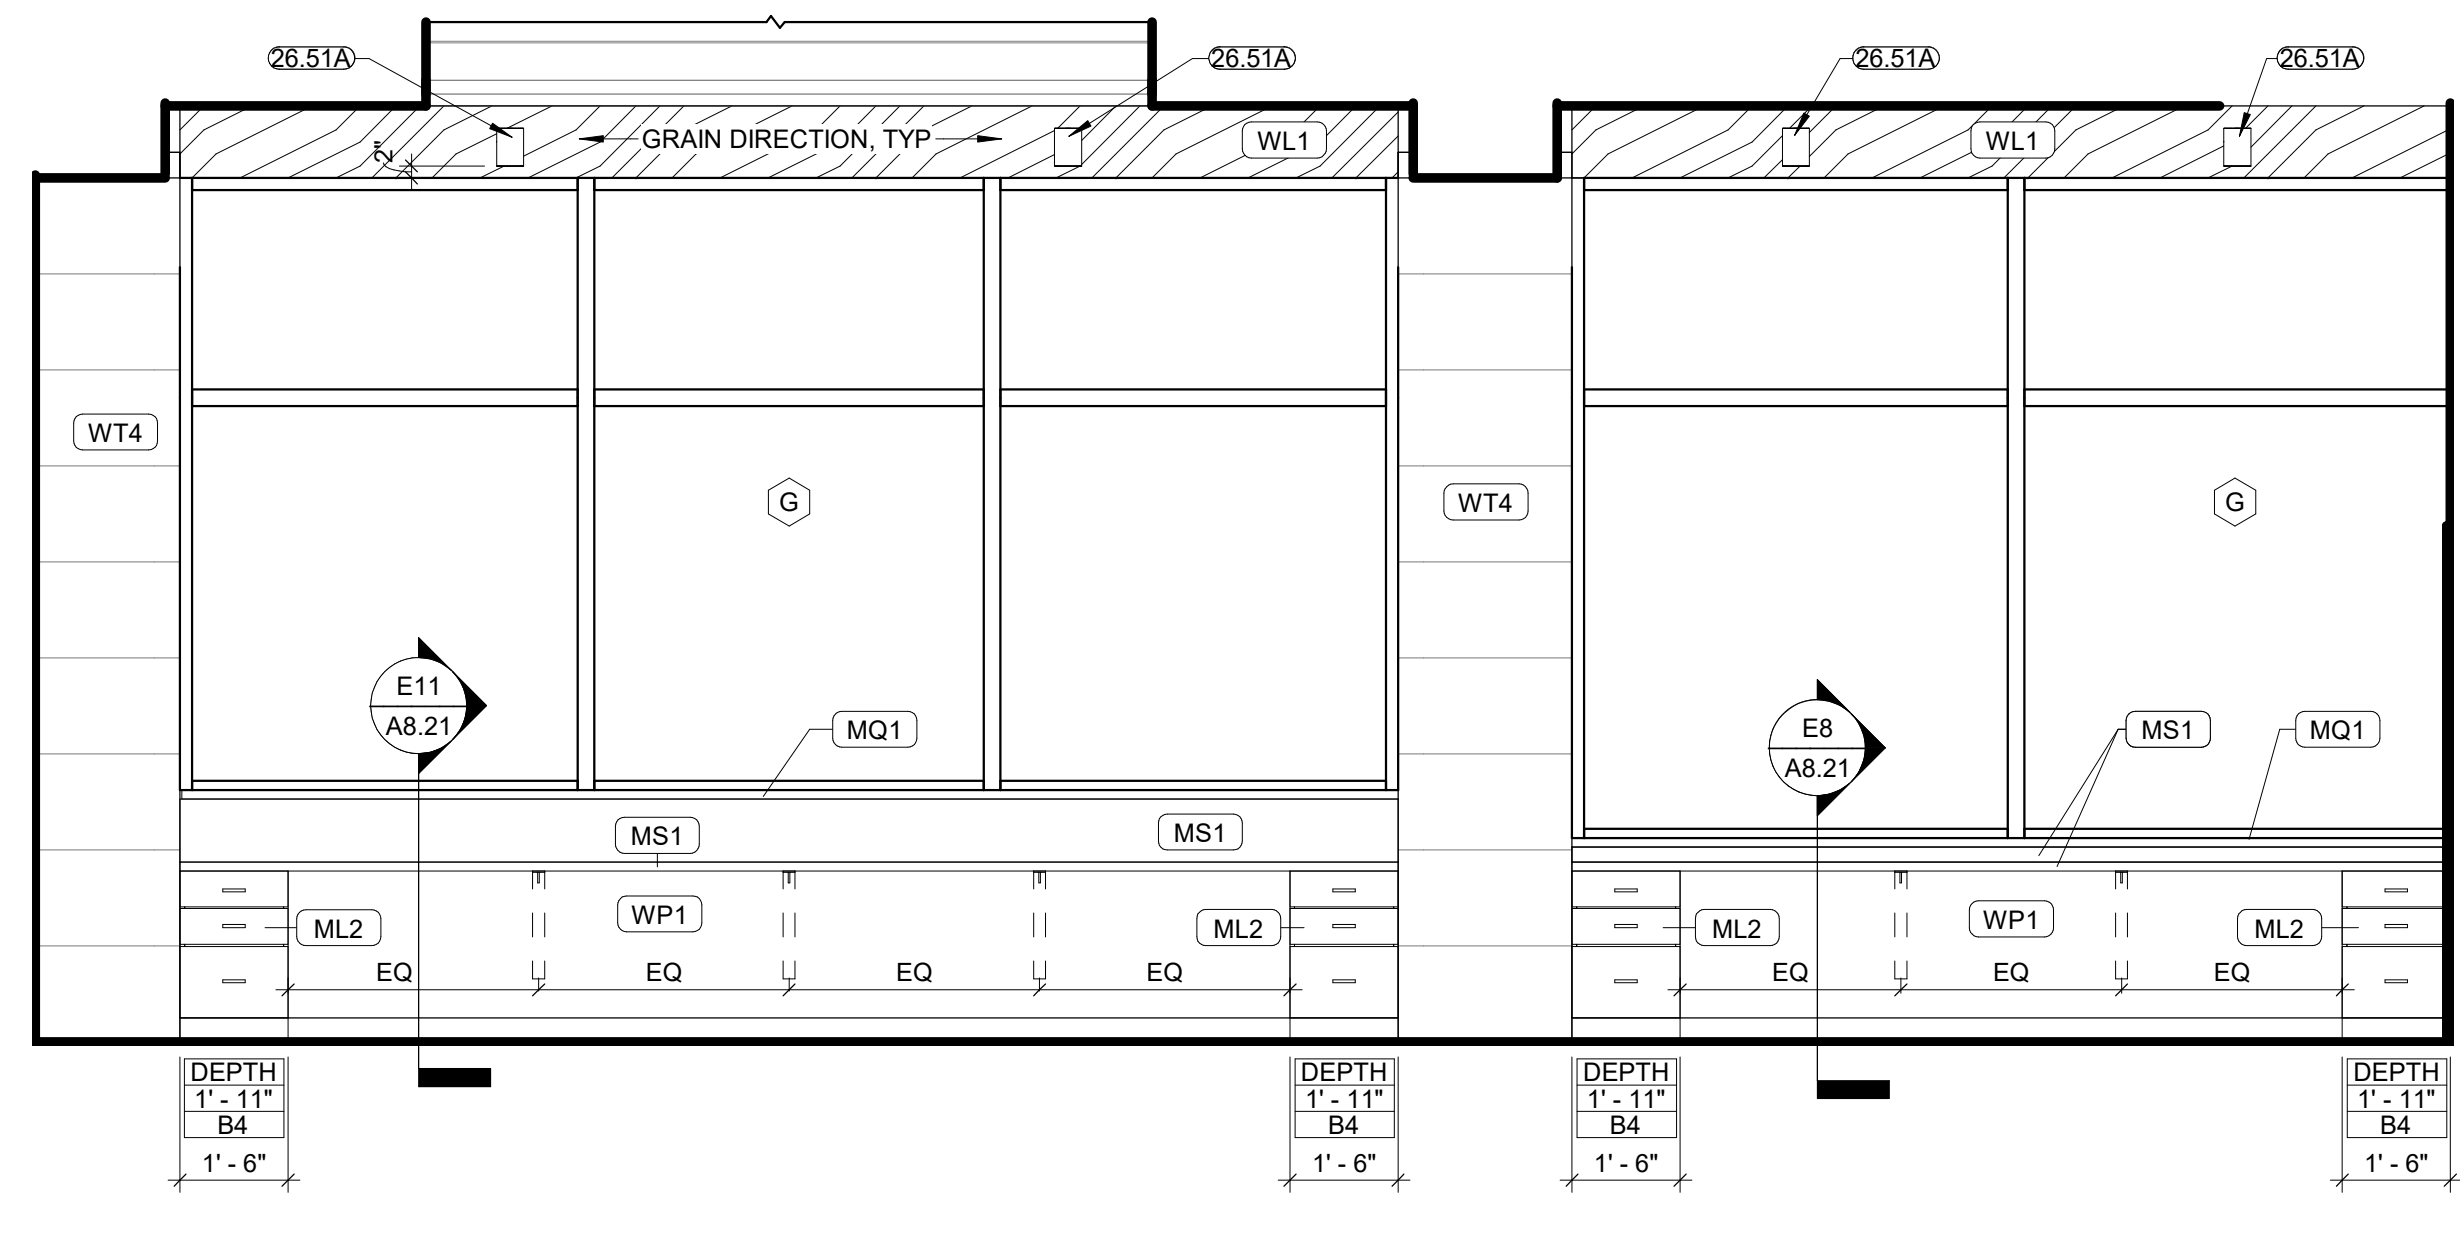 26.51A
26.51A
26.51A
26.51A
2"
GRAIN DIRECTION, TYP
WL1
WL1
WT4
G
WT4
G
E11
A8.21
MQ1
E8
A8.21
MS1
MQ1
MS1
MS1
ML2
WP1
ML2
ML2
WP1
ML2
EQ
EQ
EQ
EQ
EQ
EQ
EQ
DEPTH
1' - 11"
B4
1' - 6"
DEPTH
1' - 11"
B4
1' - 6"
DEPTH
1' - 11"
B4
1' - 6"
DEPTH
1' - 11"
B4
1' - 6"